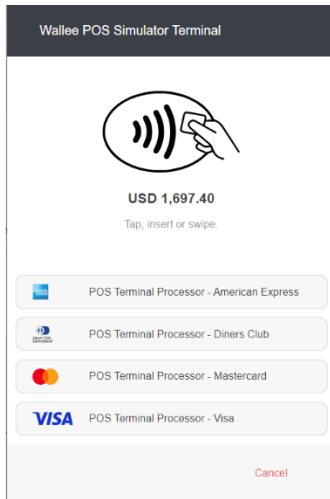 Wallee POS Simulator Terminal
USD 1,697.40
Tap, insert or swipe.
POS Terminal Processor - American Express
POS Terminal Processor - Diners Club
POS Terminal Processor - Mastercard
VISA POS Terminal Processor - Visa
Cancel